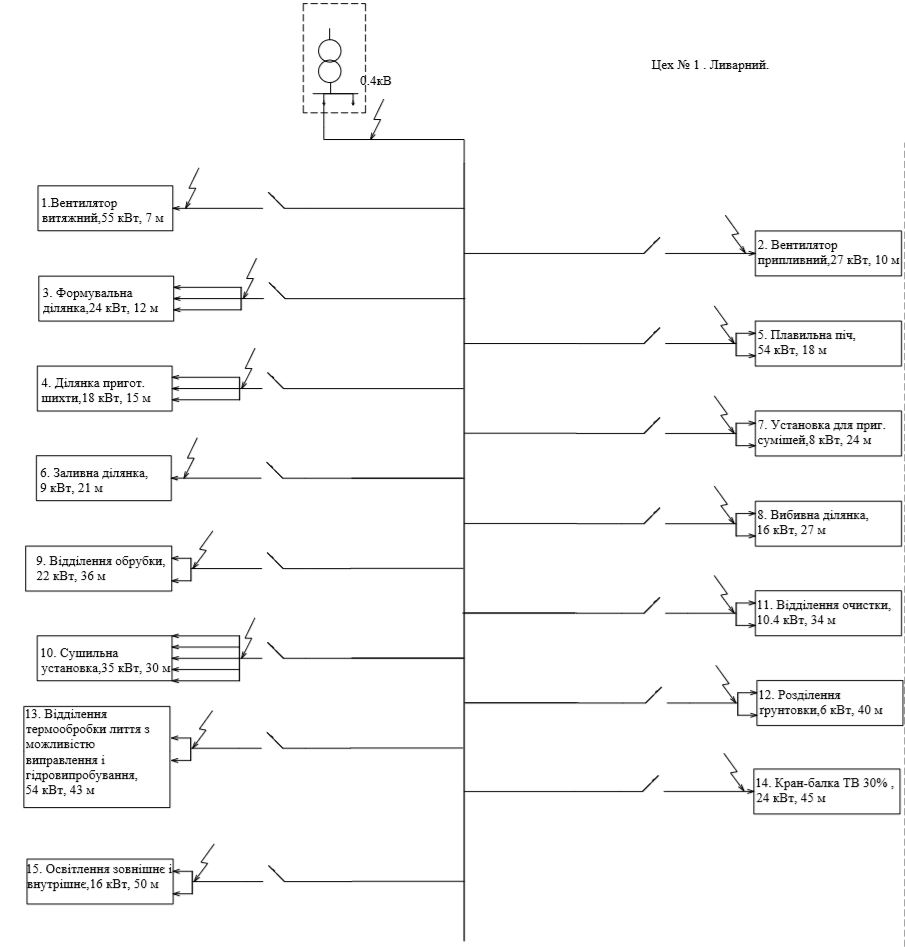 0.4кВ
Цех № 1 . Ливарний.
1.Вентилятор
витяжний,55 кВт, 7 м
2. Вентилятор
припливний,27 кВт, 10 м
3. Формувальна
ділянка,24 кВт, 12 м
5. Плавильна піч,
54 кВт, 18 м
4. Ділянка пригот.
шихти,18 кВт, 15 м
7. Установка для приг.
сумішей,8 кВт, 24 м
6. Заливна ділянка,
9 кВт, 21 м
8. Вибивна ділянка,
16 кВт, 27 м
9. Відділення обрубки,
22 кВт, 36 м
11. Відділення очистки,
10.4 кВт, 34 м
10. Сушильна
установка,35 кВт, 30 м
12. Розділення
грунтовки,6 кВт, 40 м
13. Відділення
термообробки лиття з
можливістю
виправлення і
гідровипробування,
54 кВт, 43 м
14. Кран-балка ТВ 30% ,
24 кВт, 45 м
15. Освітлення зовнішнє і
внутрішнє,16 кВт, 50 м